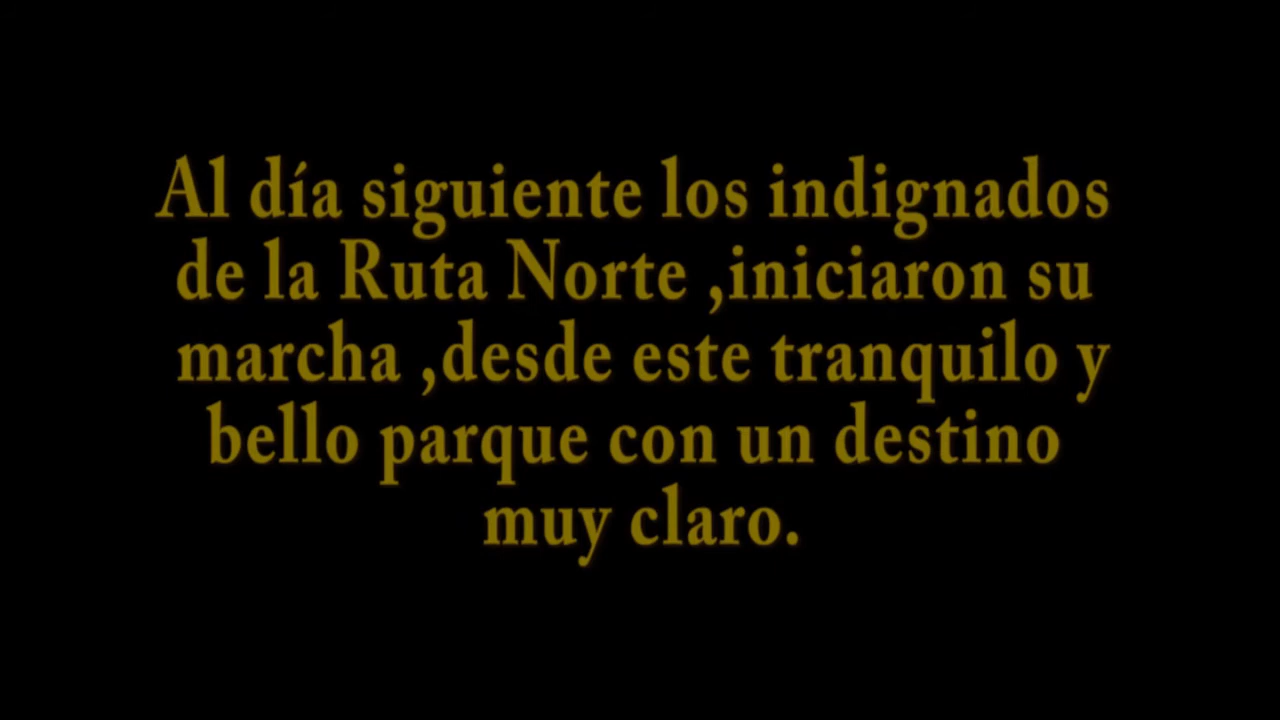 Al día siguiente los indignados
de la Ruta Norte ,iniciaron su
marcha ,desde este tranquilo y
bello parque con un destino
muy claro.